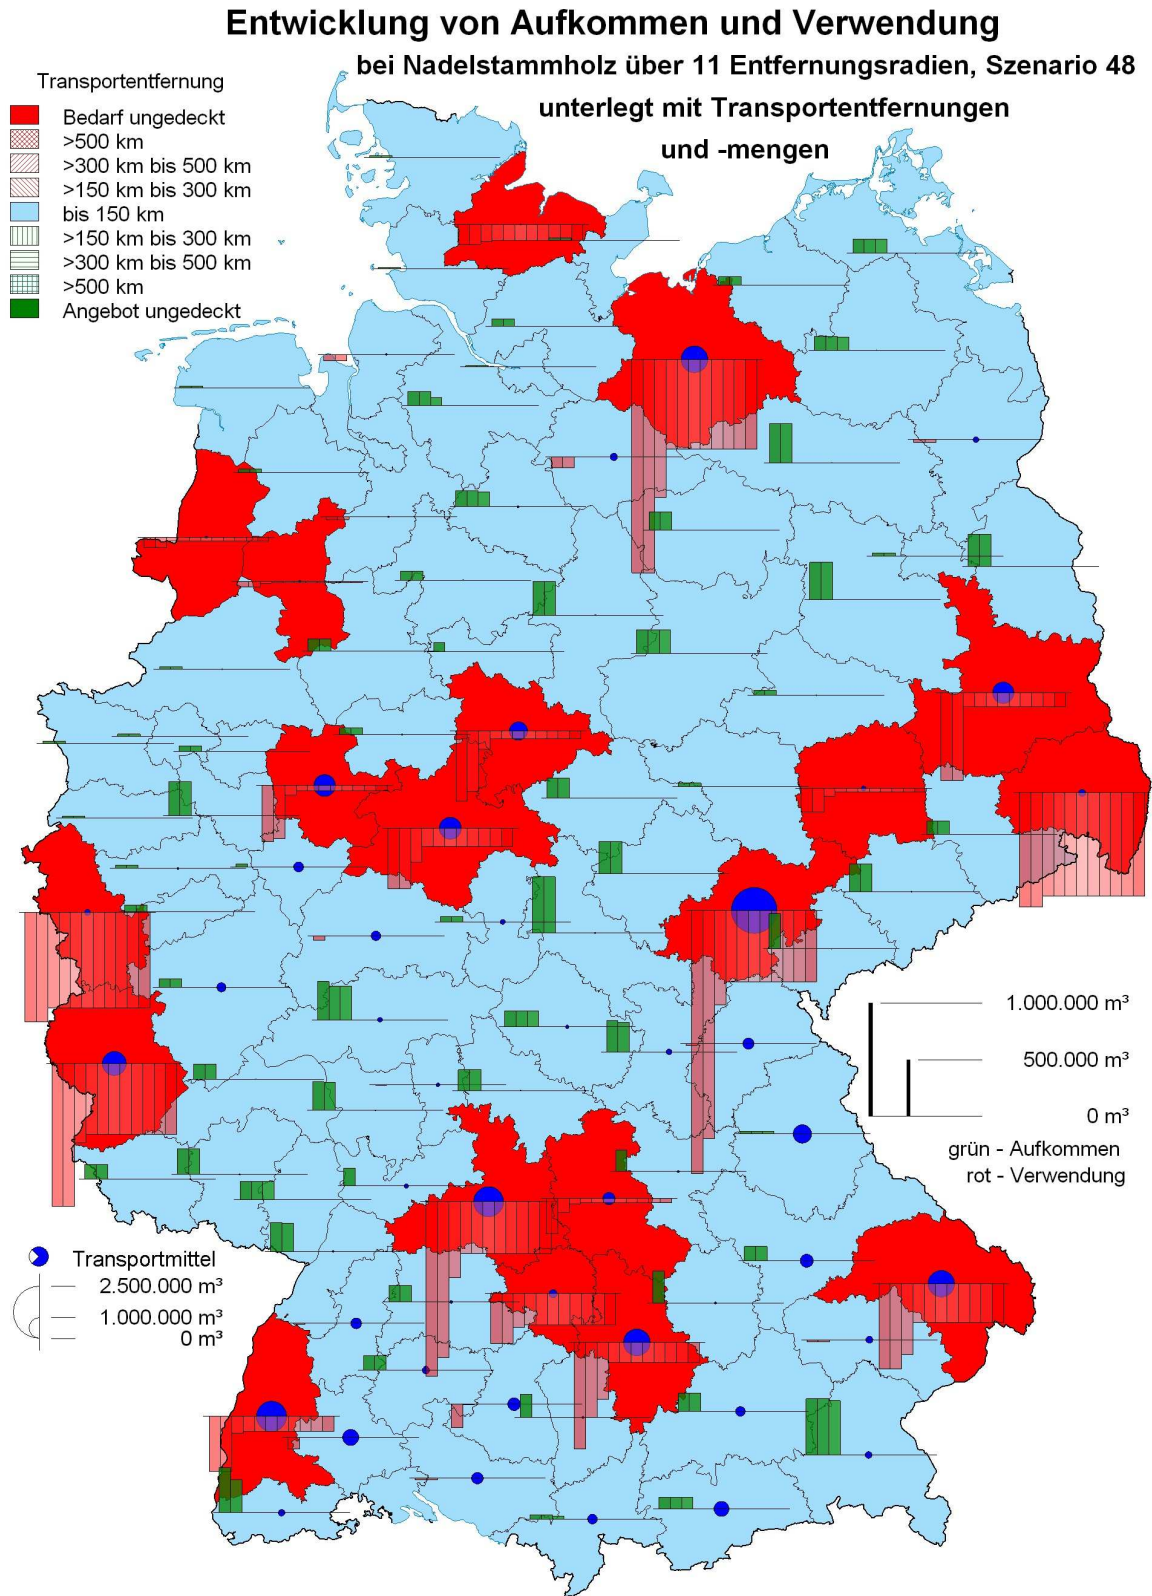 Entwicklung von Aufkommen und Verwendung
bei Nadelstammholz über 11 Entfernungsradien, Szenario 48
unterlegt mit Transportentfernungen
und -mengen
Transportentfernung
Bedarf ungedeckt
>500 km
>300 km bis 500 km
>150 km bis 300 km
bis 150 km
>150 km bis 300 km
>300 km bis 500 km
>500 km
Angebot ungedeckt
1.000.000 m³
500.000 m³
0 m³
grün - Aufkommen
rot - Verwendung
Transportmittel
2.500.000 m³
1.000.000 m³
0 m³